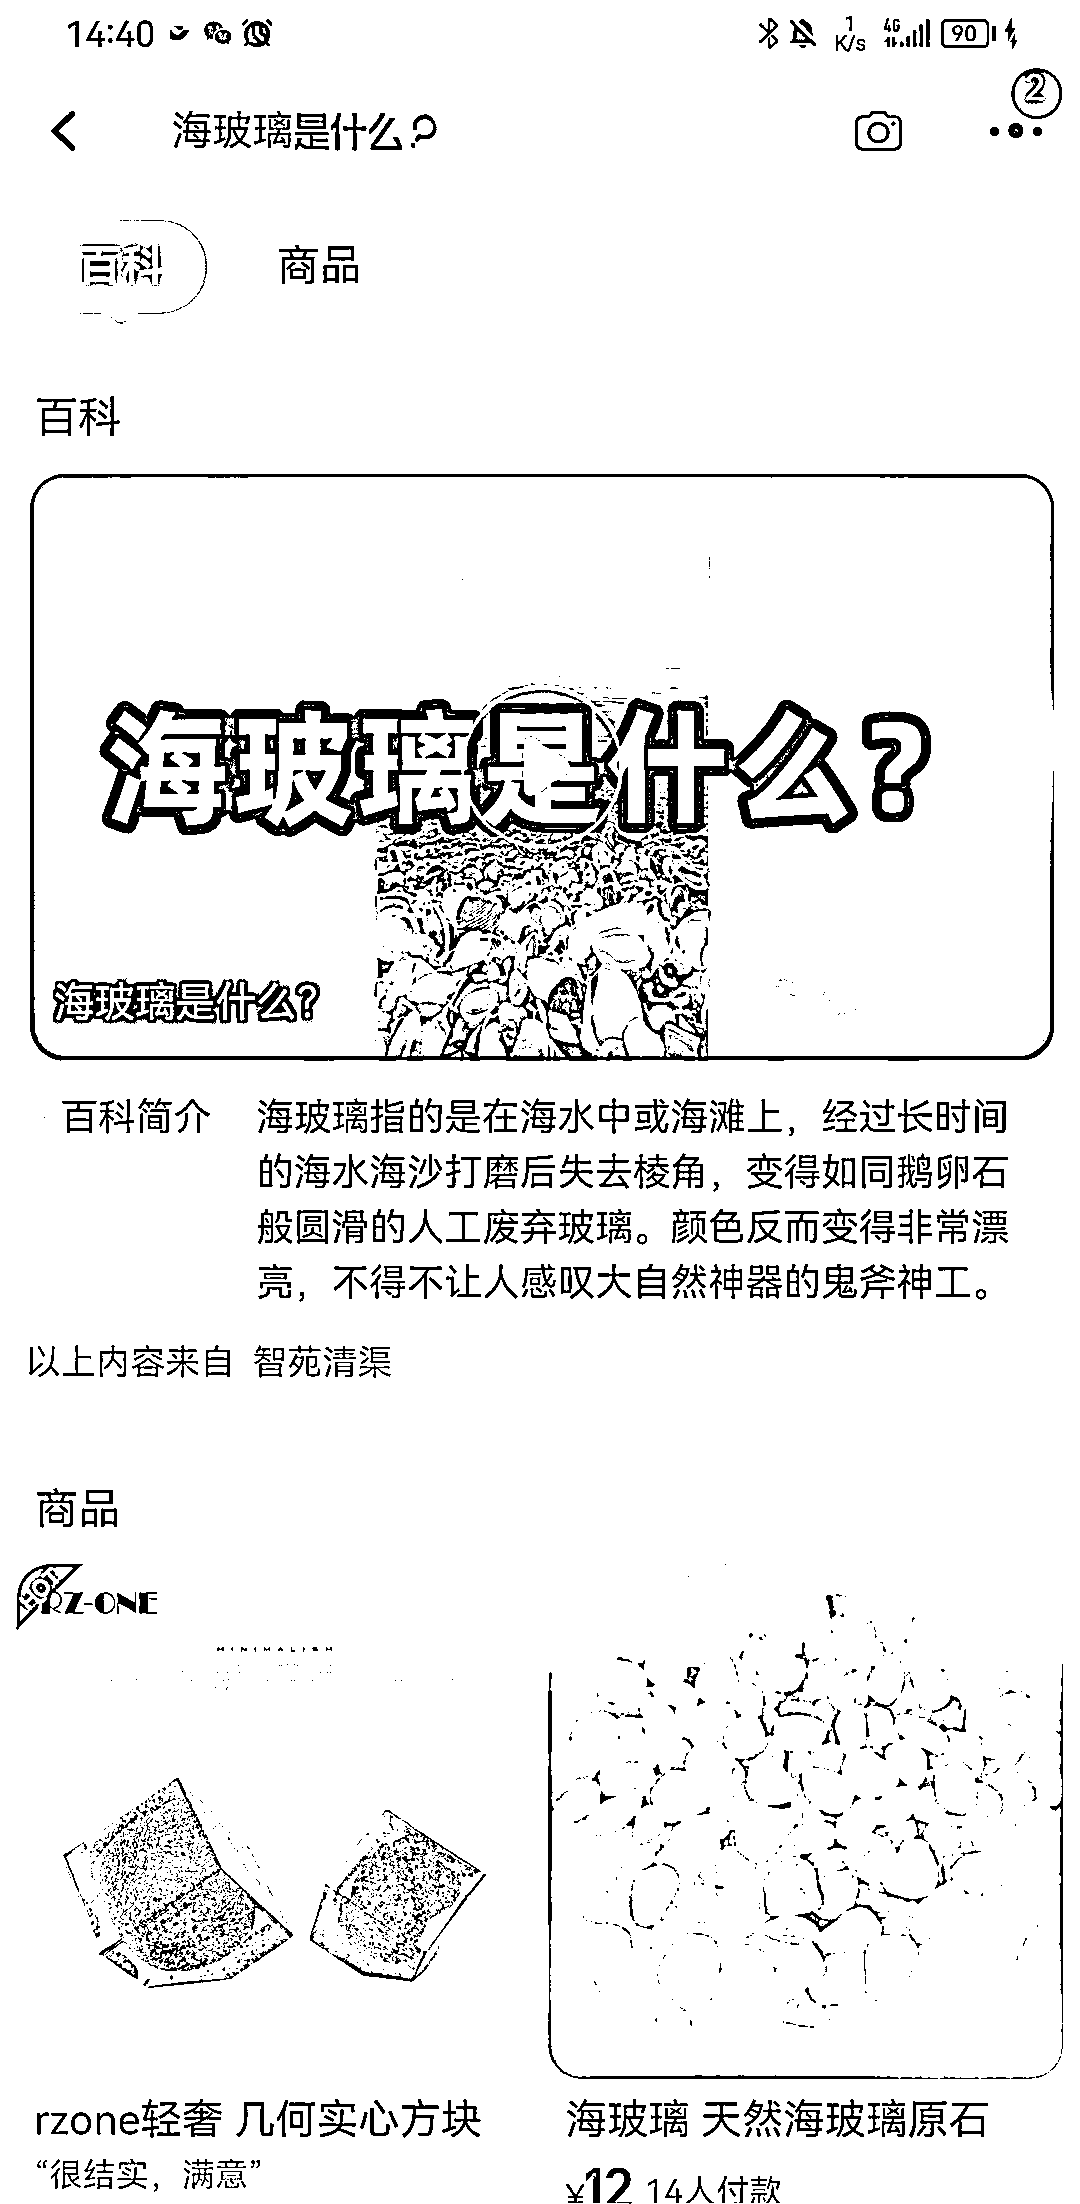 14:40
1
K/s
4G
90
2
海玻璃是什么
百科
商品
百科
海玻璃是什么?
海玻璃是什么?
百科简介
海玻璃指的是在海水中或海滩上，经过长时间
的海水海沙打磨后失去棱角，变得如同鹅卵石
般圆滑的人工废弃玻璃。颜色反而变得非常漂
亮，不得不让人感叹大自然神器的鬼斧神工。
以上内容来自 智苑清渠
商品
HOT
RZ-ONE
MINIMALISM
rzone轻奢 几何实心方块
“很结实，满意”
海玻璃 天然海玻璃原石
¥12 14人付款